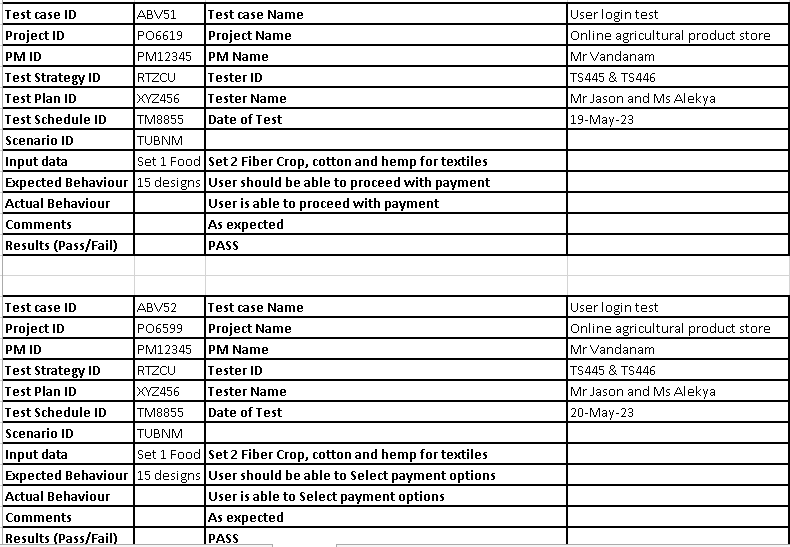 Test case ID ABV51 Test case Name User login test
Project ID PO6619 Project Name Online agricultural product store
PM ID PM12345 PM Name Mr Vandanam
Test Strategy ID RTZCU Tester ID TS445 & TS446
Test Plan ID XYZ456 Tester Name Mr Jason and Ms Alekya
Test Schedule ID TM8855 Date of Test 19-May-23
Scenario ID TUBNM
Input data Set 1 Food Set 2 Fiber Crop, cotton and hemp for textiles
Expected Behaviour 15 designs User should be able to proceed with payment
Actual Behaviour User is able to proceed with payment
Comments As expected
Results (Pass/Fail) PASS
Test case ID ABV52 Test case Name User login test
Project ID PO6599 Project Name Online agricultural product store
PM ID PM12345 PM Name Mr Vandanam
Test Strategy ID RTZCU Tester ID TS445 & TS446
Test Plan ID XYZ456 Tester Name Mr Jason and Ms Alekya
Test Schedule ID TM8855 Date of Test 20-May-23
Scenario ID TUBNM
Input data Set 1 Food Set 2 Fiber Crop, cotton and hemp for textiles
Expected Behaviour 15 designs User should be able to Select payment options
Actual Behaviour User is able to Select payment options
Comments As expected
Results (Pass/Fail) PASS